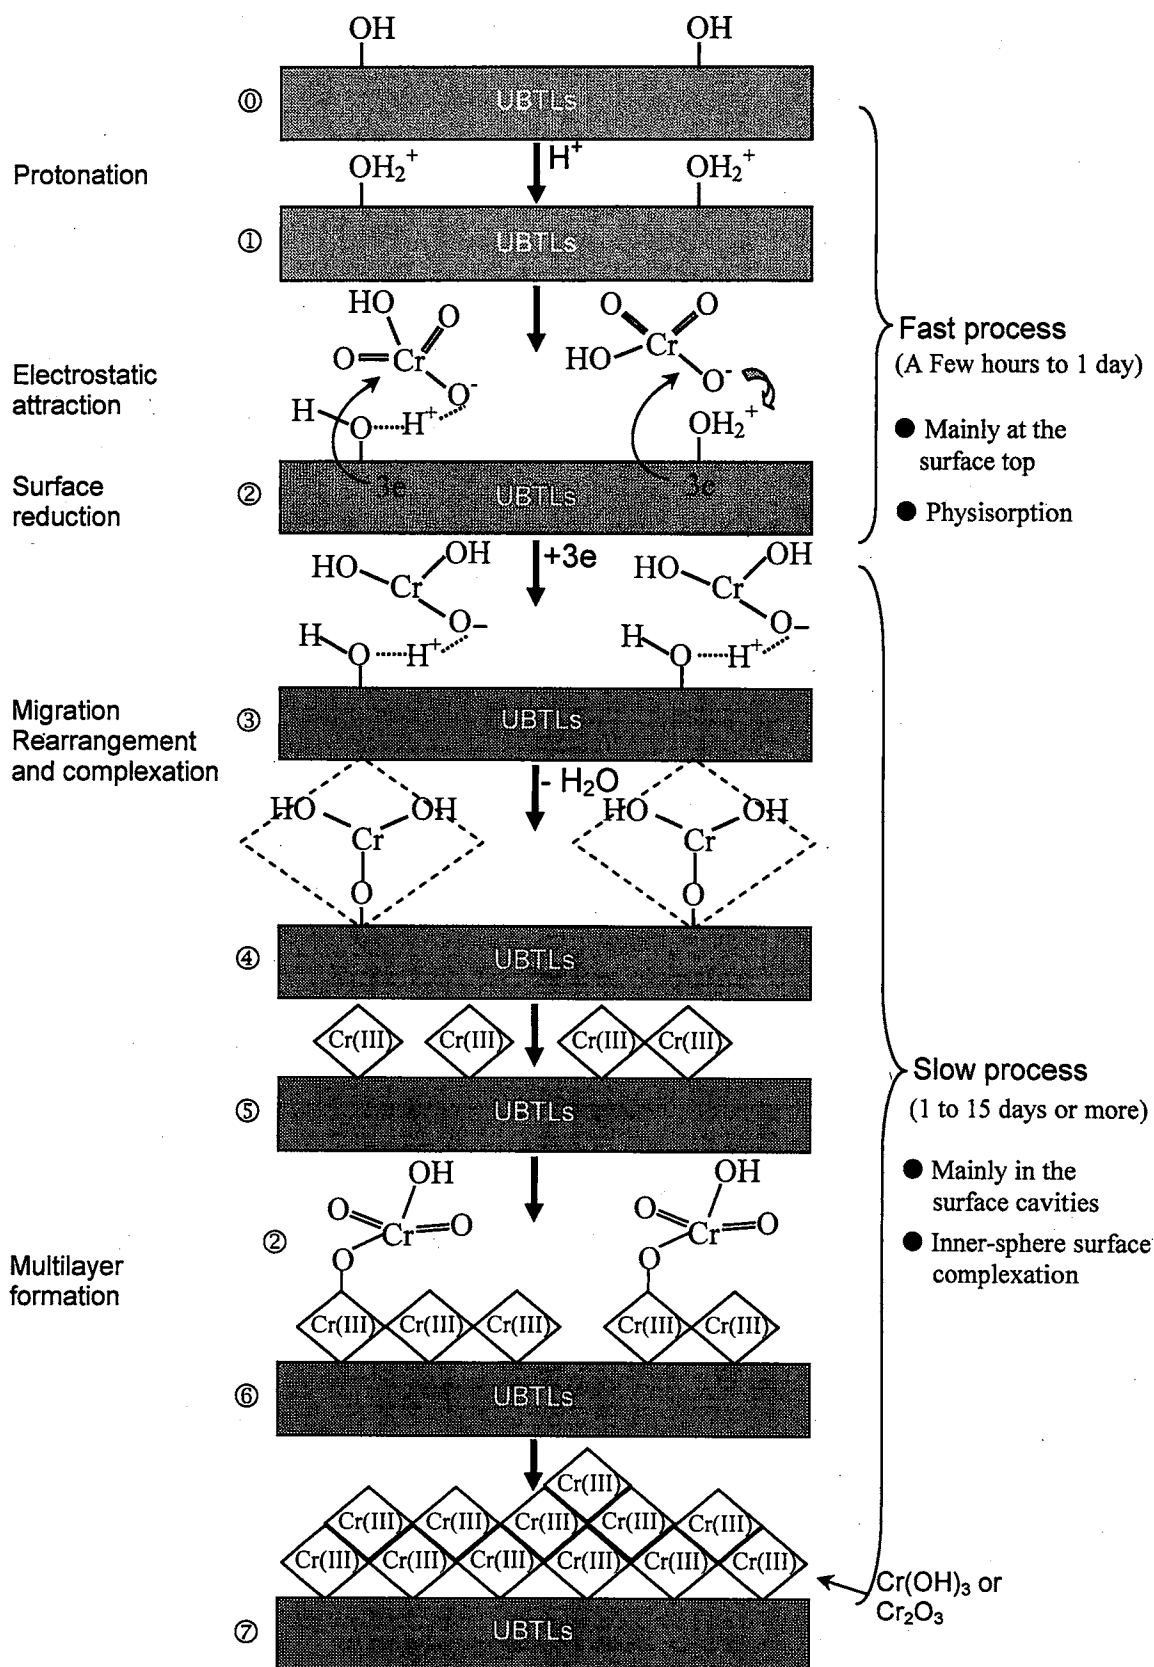 OH OH
⓪ UBTLs
H⁺
Protonation
OH₂⁺ OH₂⁺
① UBTLs
HO O O O
O Cr HO Cr
O⁻ O⁻
Electrostatic
attraction
H O H⁺ OH₂⁺
Surface
reduction
② 3e UBTLs 3e
+3e
HO OH HO OH
Cr Cr
O– O–
H O H⁺ H O H⁺
③ UBTLs
Migration
Rearrangement
and complexation
- H₂O
HO OH HO OH
Cr Cr
O O
④ UBTLs
Cr(III) Cr(III) Cr(III) Cr(III)
⑤ UBTLs
OH OH
O Cr O O Cr O
②
O O
Multilayer
formation
Cr(III) Cr(III) Cr(III) Cr(III) Cr(III)
⑥ UBTLs
Cr(III)
Cr(III) Cr(III) Cr(III) Cr(III) Cr(III)
Cr(III) Cr(III) Cr(III) Cr(III) Cr(III) Cr(III)
⑦ UBTLs
Fast process
(A Few hours to 1 day)
● Mainly at the
surface top
● Physisorption
Slow process
(1 to 15 days or more)
● Mainly in the
surface cavities
● Inner-sphere surface
complexation
Cr(OH)₃ or
Cr₂O₃